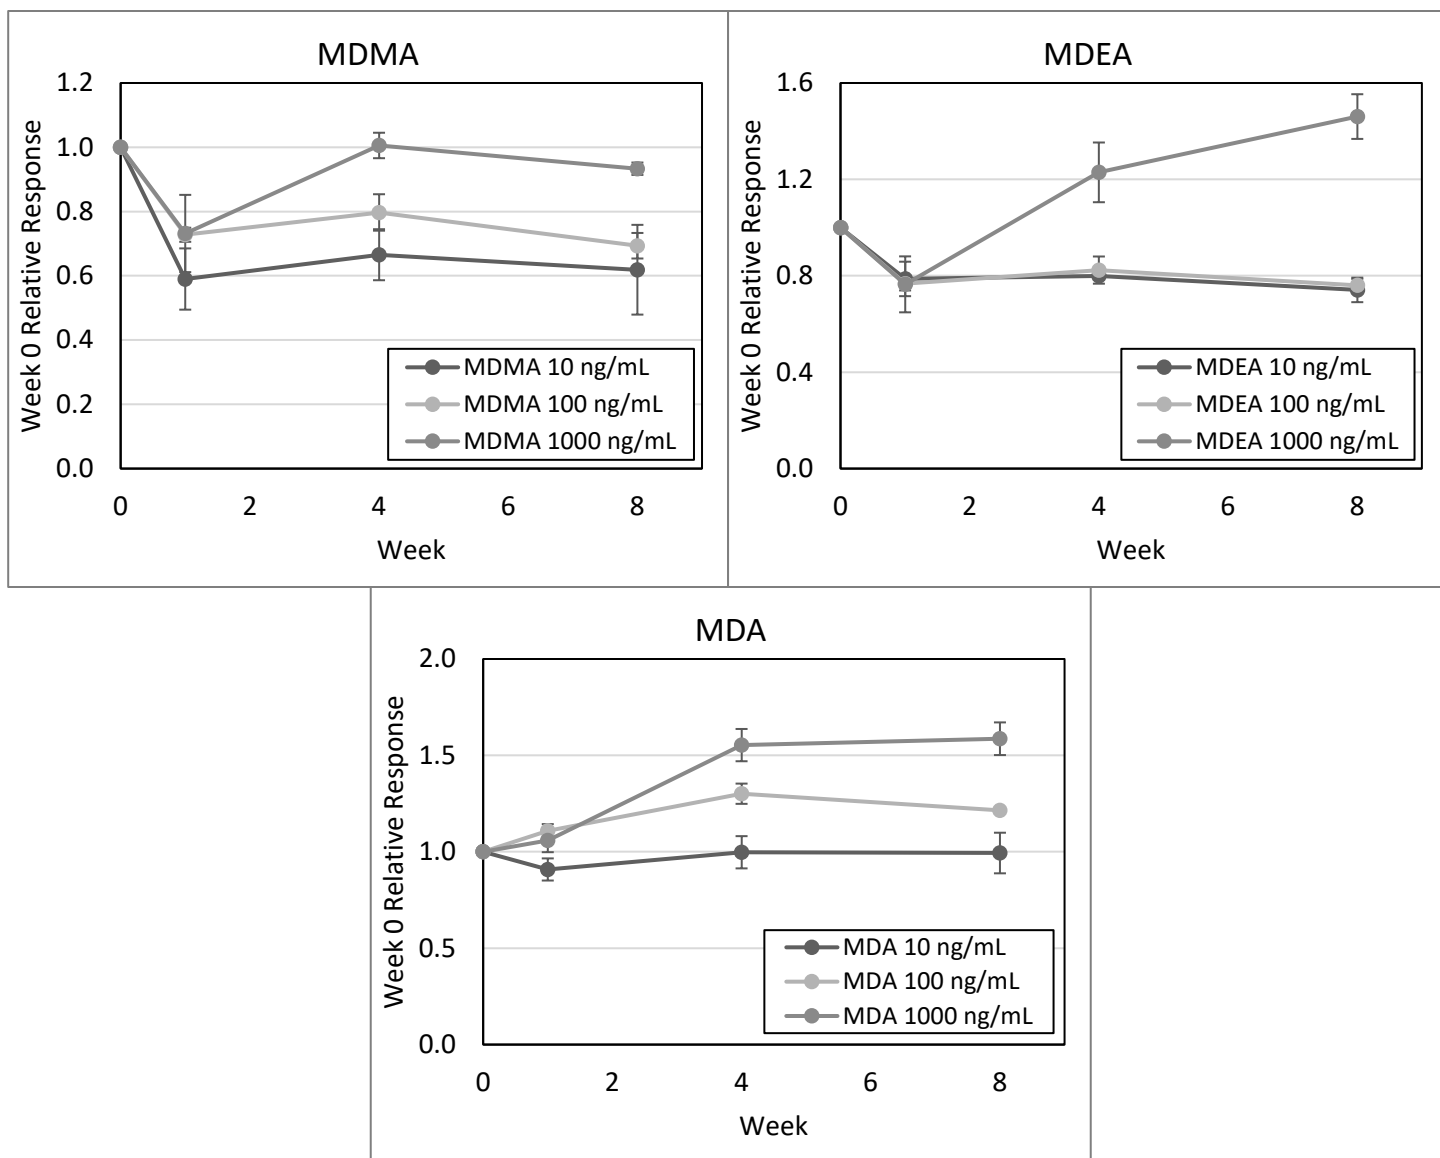 MDMA
Week 0 Relative Response
1.2
1.0
0.8
0.6
0.4
0.2
0.0
MDMA 10 ng/mL
MDMA 100 ng/mL
MDMA 1000 ng/mL
0 2 4 6 8
Week
MDEA
Week 0 Relative Response
1.6
1.2
0.8
0.4
0.0
MDEA 10 ng/mL
MDEA 100 ng/mL
MDEA 1000 ng/mL
0 2 4 6 8
Week
MDA
Week 0 Relative Response
2.0
1.5
1.0
0.5
0.0
MDA 10 ng/mL
MDA 100 ng/mL
MDA 1000 ng/mL
0 2 4 6 8
Week